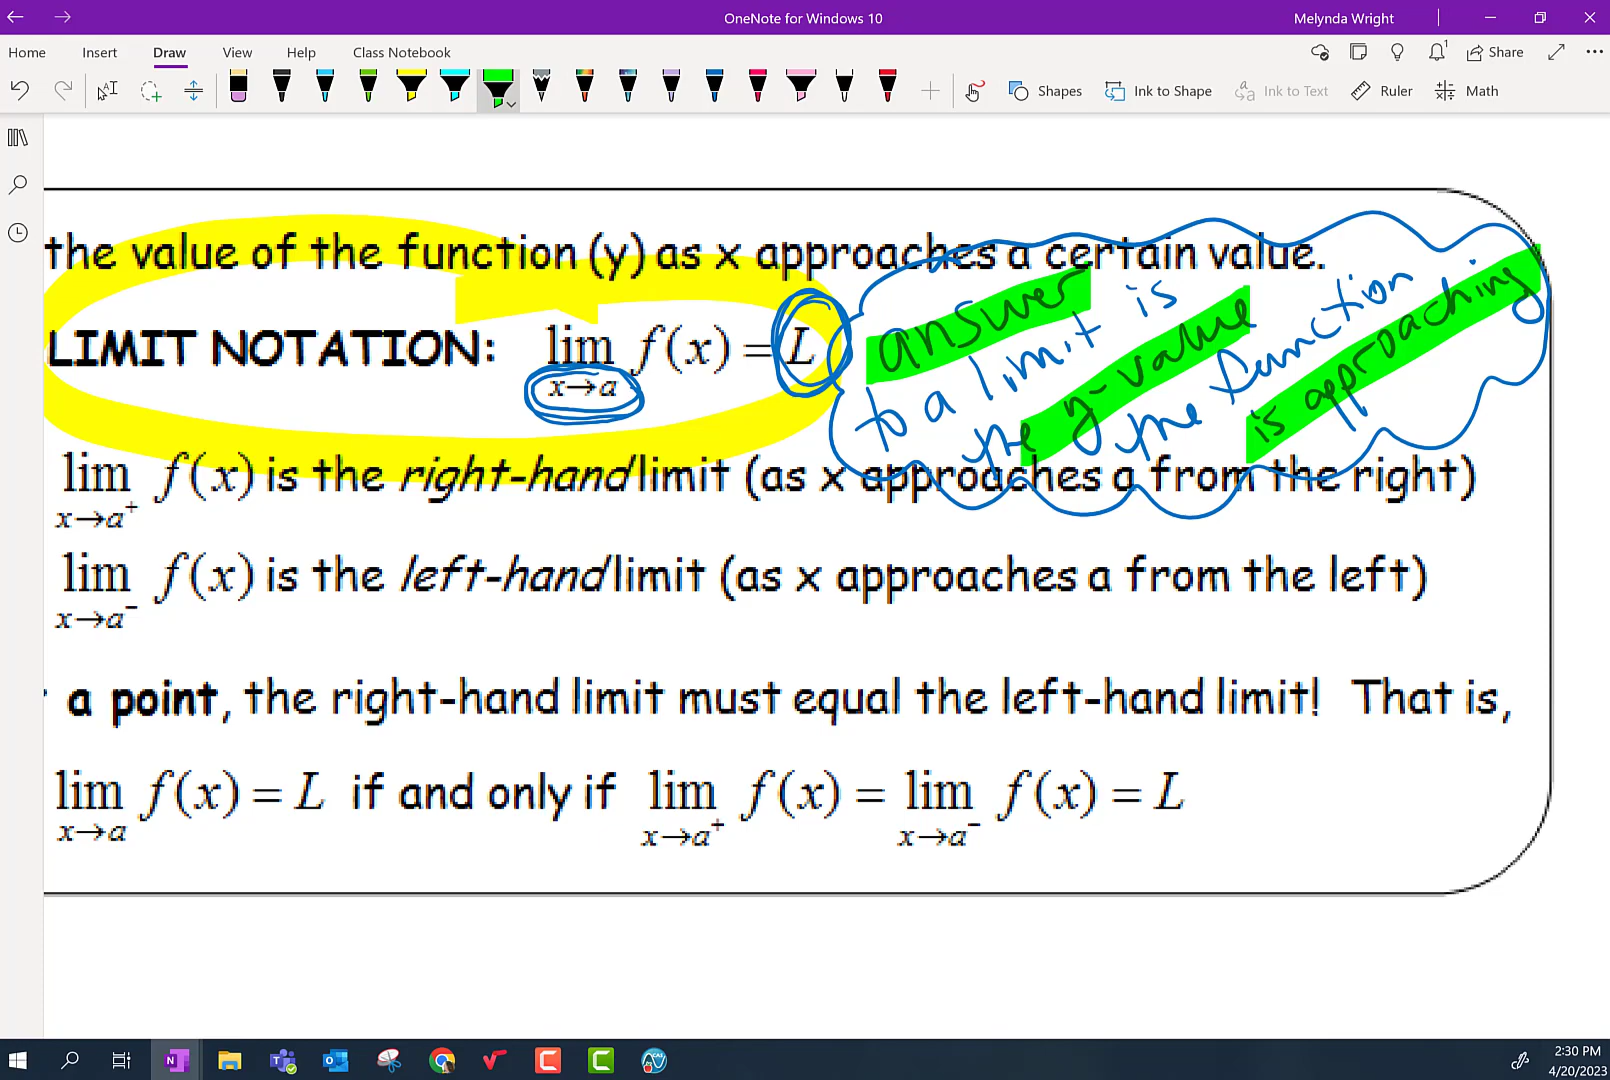 OneNote for Windows 10
Melynda Wright
Home Insert Draw View Help Class Notebook
1
Share
Shapes Ink to Shape Ink to Text Ruler Math
the value of the function (y) as x approaches a certain value.
LIMIT NOTATION: lim f(x) = L
x→a
answer
to a limit is
the y-value
the function
is approaching
lim f(x) is the right-hand limit (as x approaches a from the right)
x→a⁺
lim f(x) is the left-hand limit (as x approaches a from the left)
x→a⁻
a point, the right-hand limit must equal the left-hand limit! That is,
lim f(x) = L if and only if lim f(x) = lim f(x) = L
x→a x→a⁺ x→a⁻
2:30 PM
4/20/2023